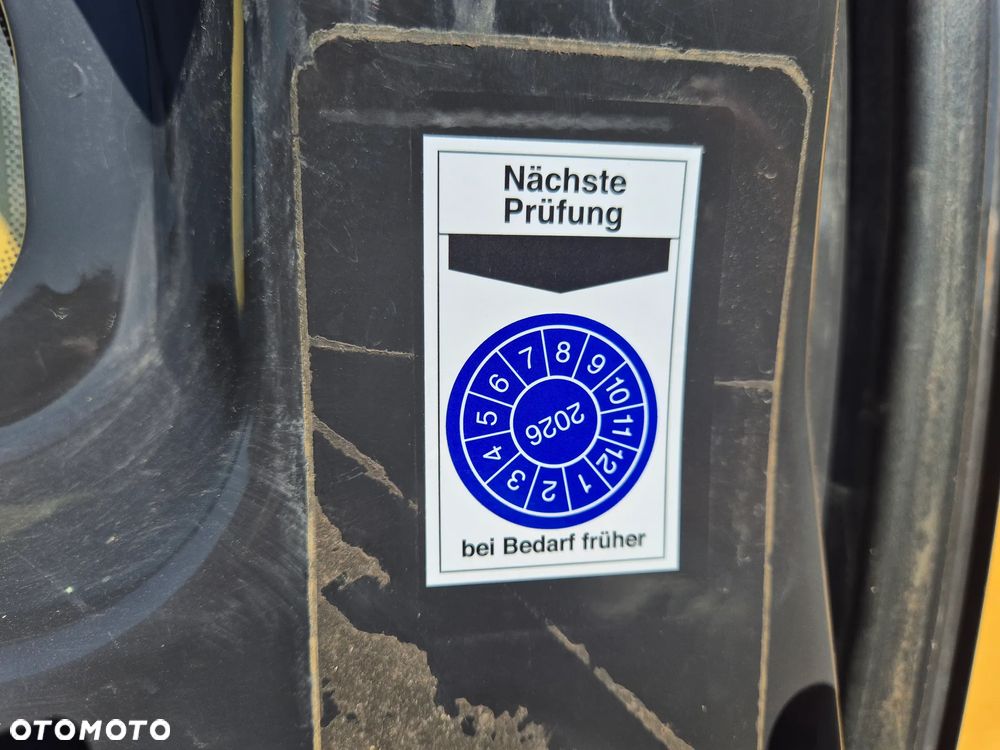 Nächste
Prüfung
1 2 3 4 5 6 7 8 9 10 11 12
2026
bei Bedarf früher
OTOMOTO